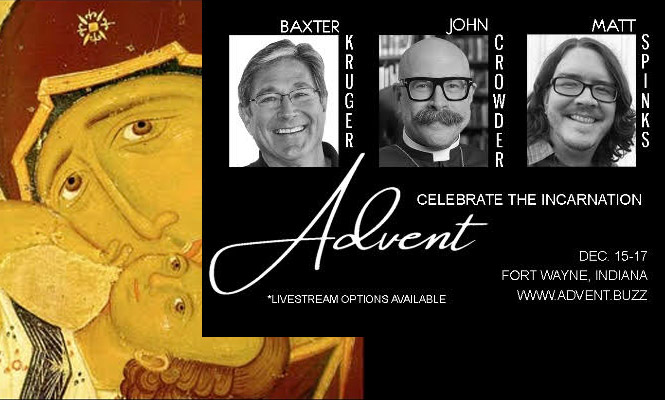 BAXTER
KRUGER
JOHN
CROWDER
MATT
SPINKS
Advent
CELEBRATE THE INCARNATION
DEC. 15-17
FORT WAYNE, INDIANA
WWW.ADVENT.BUZZ
*LIVESTREAM OPTIONS AVAILABLE